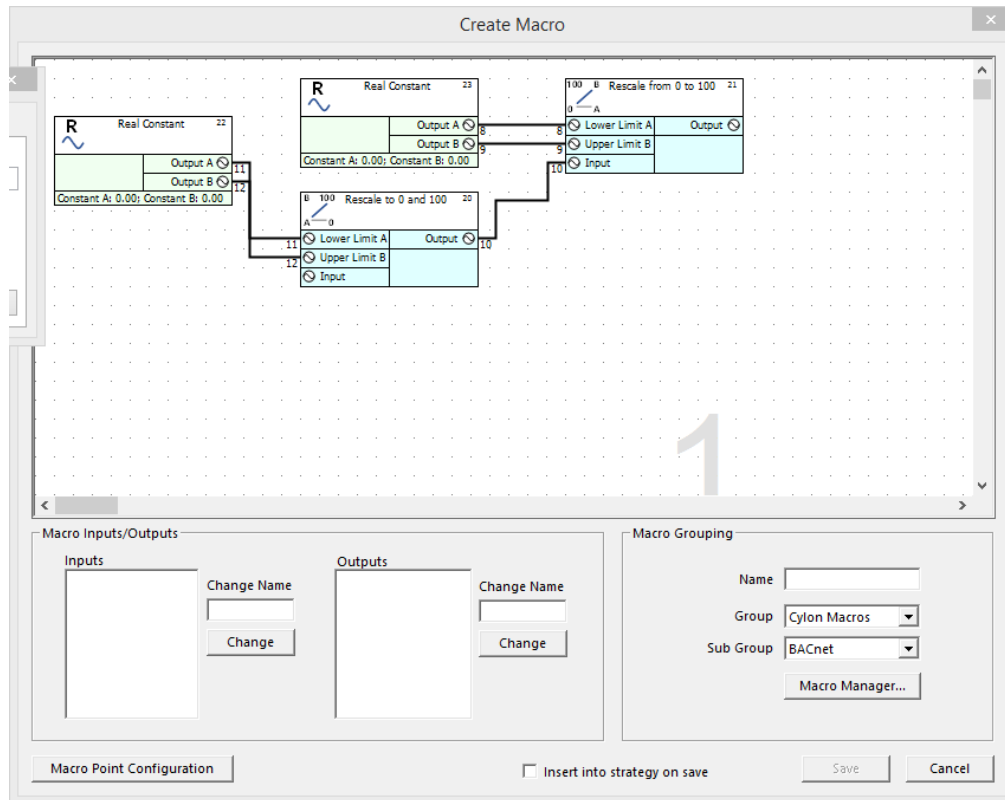 Create Macro
R Real Constant 23
Output A 8
Output B 9
Constant A: 0.00; Constant B: 0.00
100 B Rescale from 0 to 100 21
0 A
8 Lower Limit A Output
9 Upper Limit B
10 Input
R Real Constant 22
Output A 11
Output B 12
Constant A: 0.00; Constant B: 0.00
B 100 Rescale to 0 and 100 20
A 0
11 Lower Limit A Output 10
12 Upper Limit B
Input
1
Macro Inputs/Outputs
Inputs
Change Name
Change
Outputs
Change Name
Change
Macro Grouping
Name
Group Cylon Macros
Sub Group BACnet
Macro Manager...
Macro Point Configuration
Insert into strategy on save
Save
Cancel